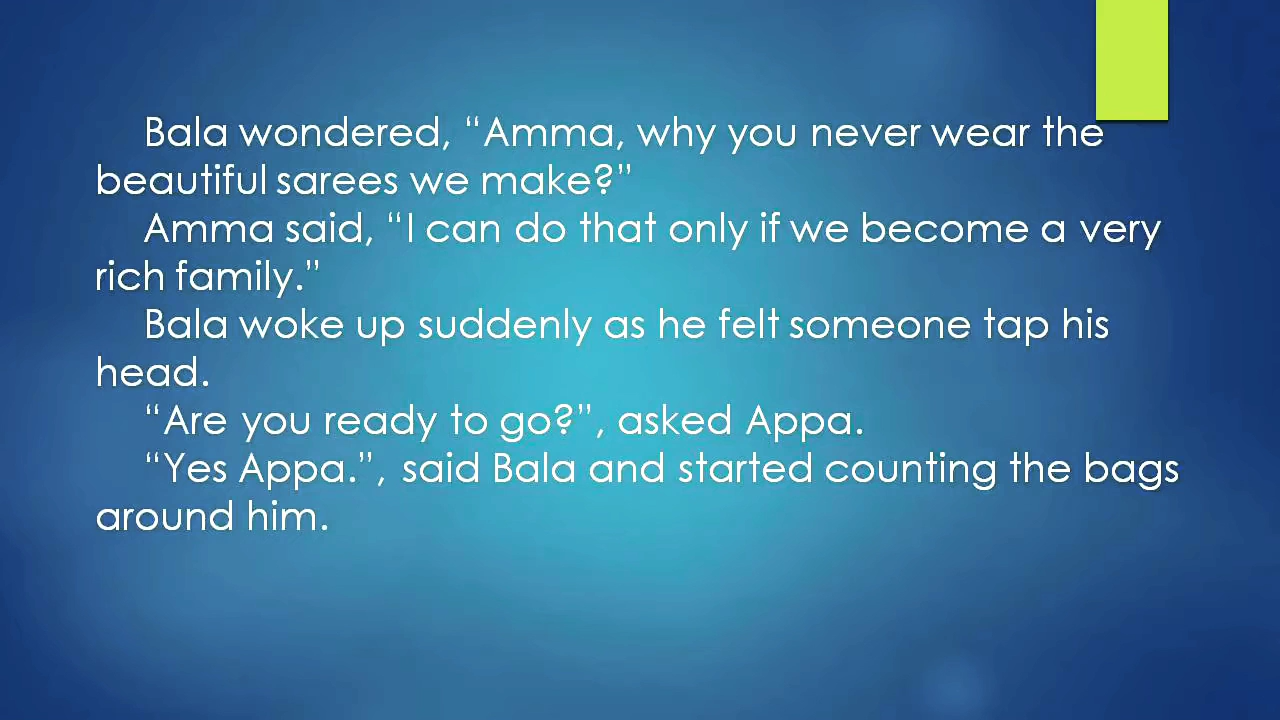 Bala wondered, “Amma, why you never wear the
beautiful sarees we make?”
Amma said, “I can do that only if we become a very
rich family.”
Bala woke up suddenly as he felt someone tap his
head.
“Are you ready to go?”, asked Appa.
“Yes Appa.”, said Bala and started counting the bags
around him.